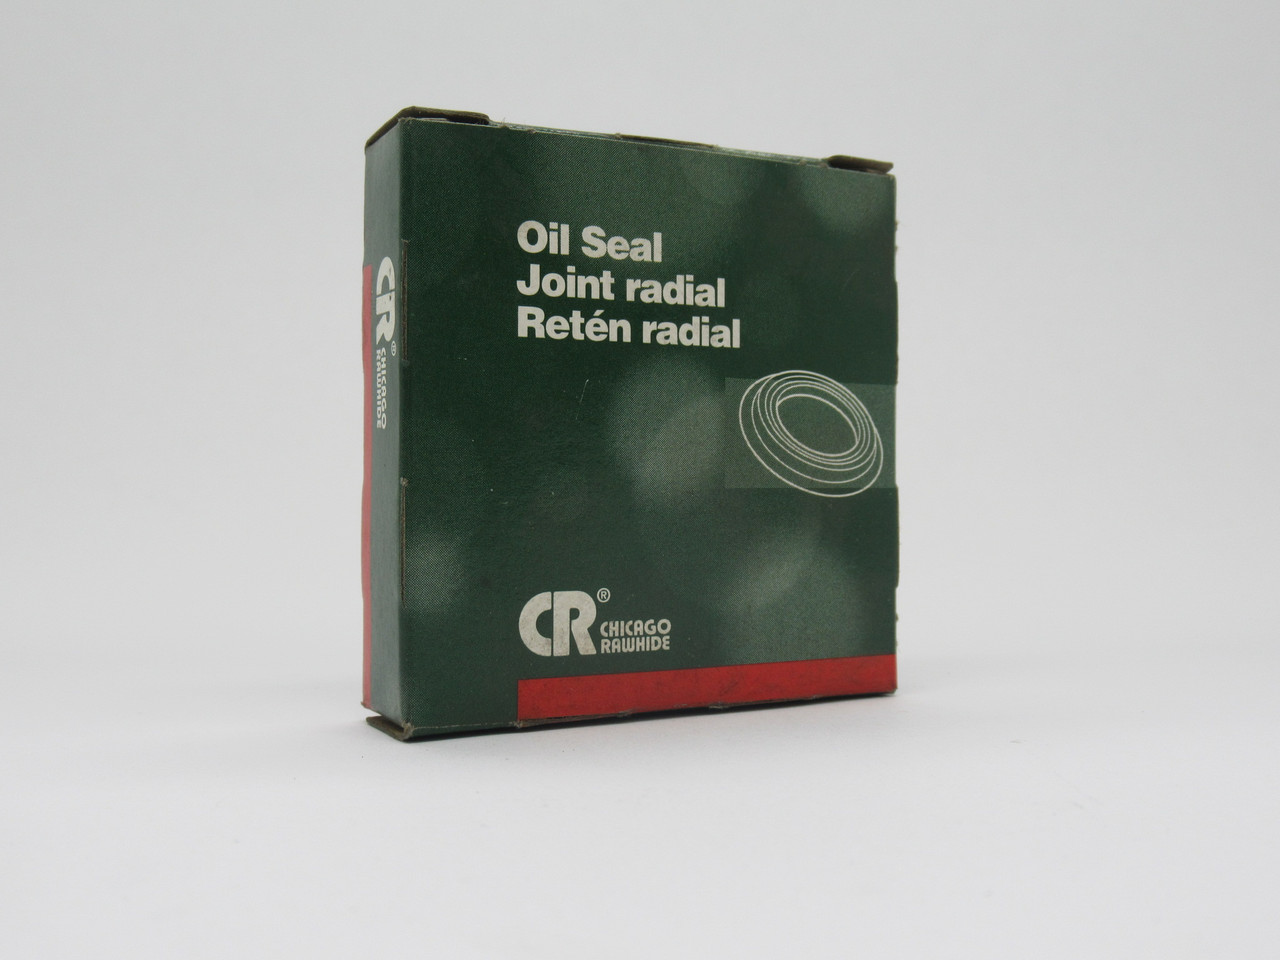 Oil Seal
Joint radial
Retén radial
CR®
CHICAGO
RAWHIDE
CR®
CHICAGO
RAWHIDE